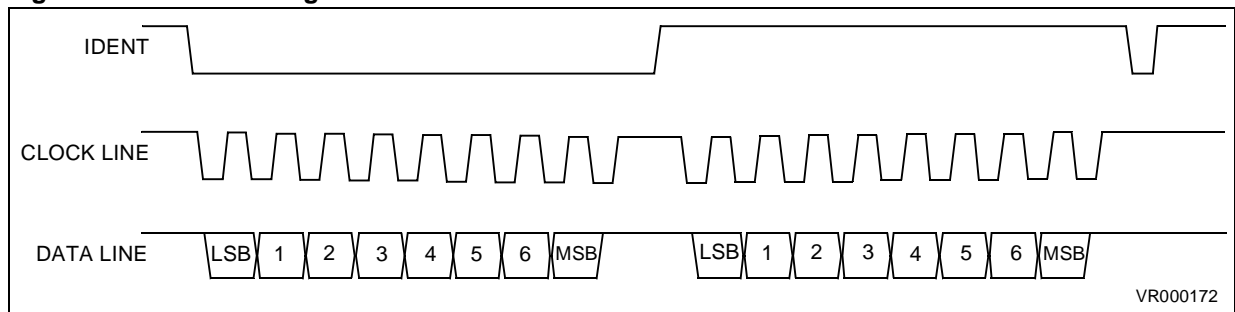 IDENT
CLOCK LINE
DATA LINE LSB 1 2 3 4 5 6 MSB LSB 1 2 3 4 5 6 MSB
VR000172